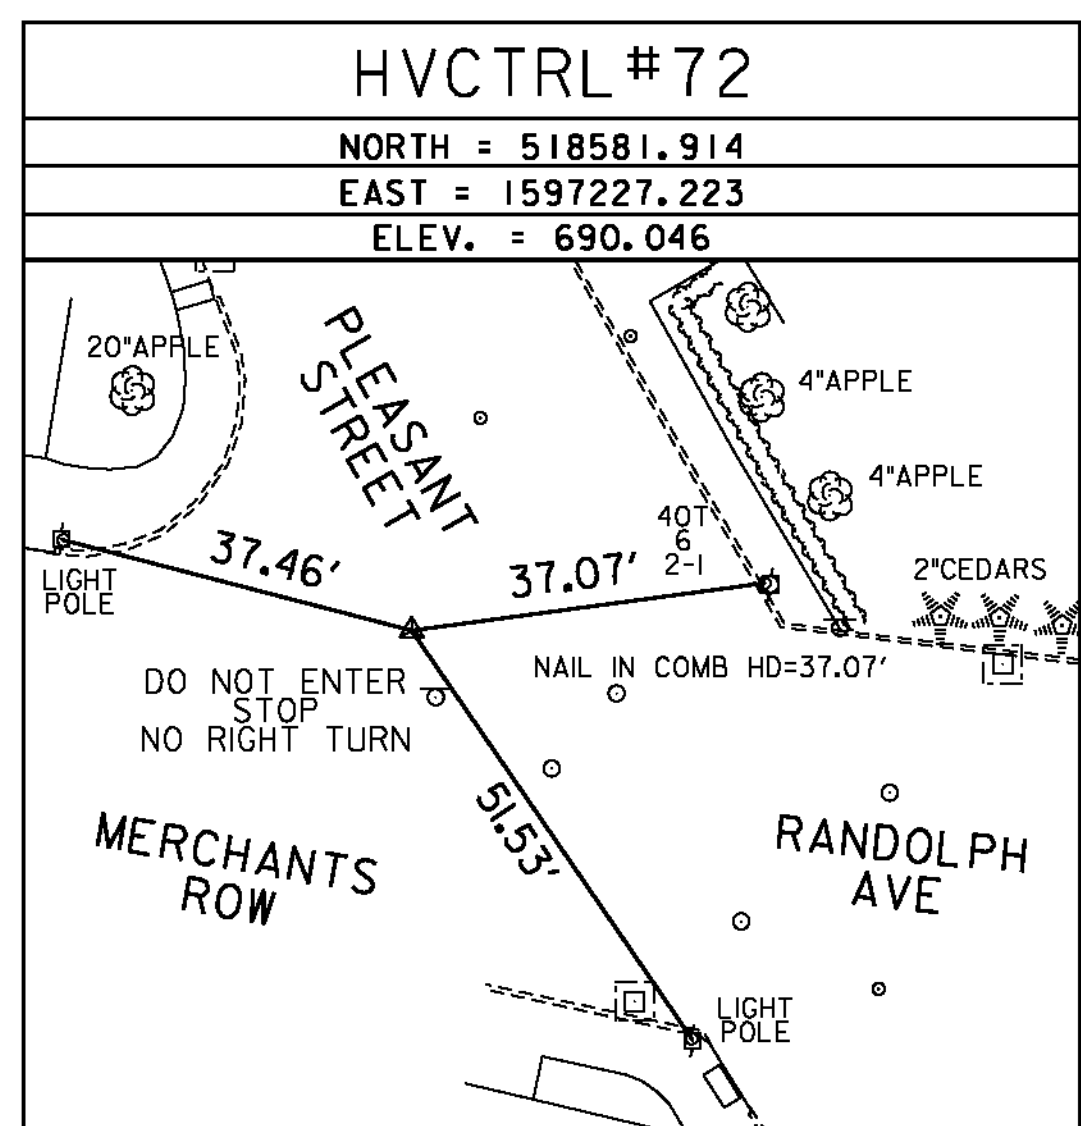 HVCTRL#72
NORTH = 518581.914
EAST = 1597227.223
ELEV. = 690.046
PLEASANT
STREET
20"APPLE
4"APPLE
4"APPLE
40T
6
2-1
2"CEDARS
37.46'
37.07'
LIGHT
POLE
NAIL IN COMB HD=37.07'
DO NOT ENTER
STOP
NO RIGHT TURN
51.53'
MERCHANTS
ROW
RANDOLPH
AVE
LIGHT
POLE